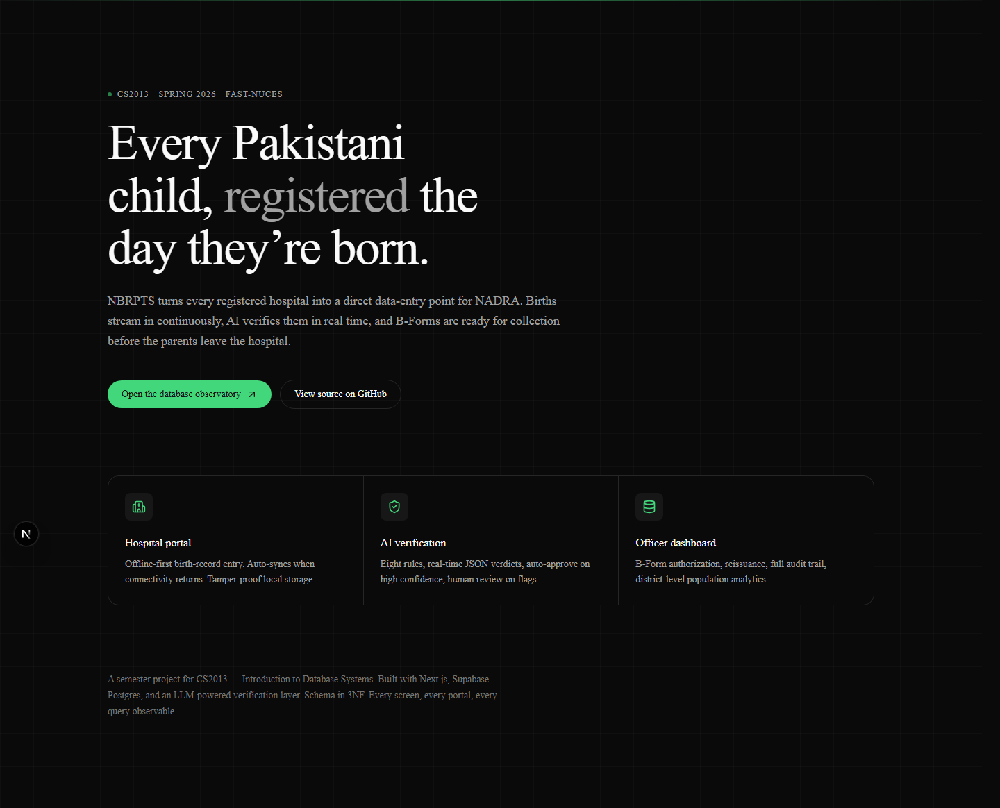 CS2013 · SPRING 2026 · FAST-NUCES
Every Pakistani
child, registered the
day they’re born.
NBRPTS turns every registered hospital into a direct data-entry point for NADRA. Births
stream in continuously, AI verifies them in real time, and B-Forms are ready for collection
before the parents leave the hospital.
Open the database observatory
View source on GitHub
N
Hospital portal
Offline-first birth-record entry. Auto-syncs when
connectivity returns. Tamper-proof local storage.
AI verification
Eight rules, real-time JSON verdicts, auto-approve on
high confidence, human review on flags.
Officer dashboard
B-Form authorization, reissuance, full audit trail,
district-level population analytics.
A semester project for CS2013 — Introduction to Database Systems. Built with Next.js, Supabase
Postgres, and an LLM-powered verification layer. Schema in 3NF. Every screen, every portal, every
query observable.